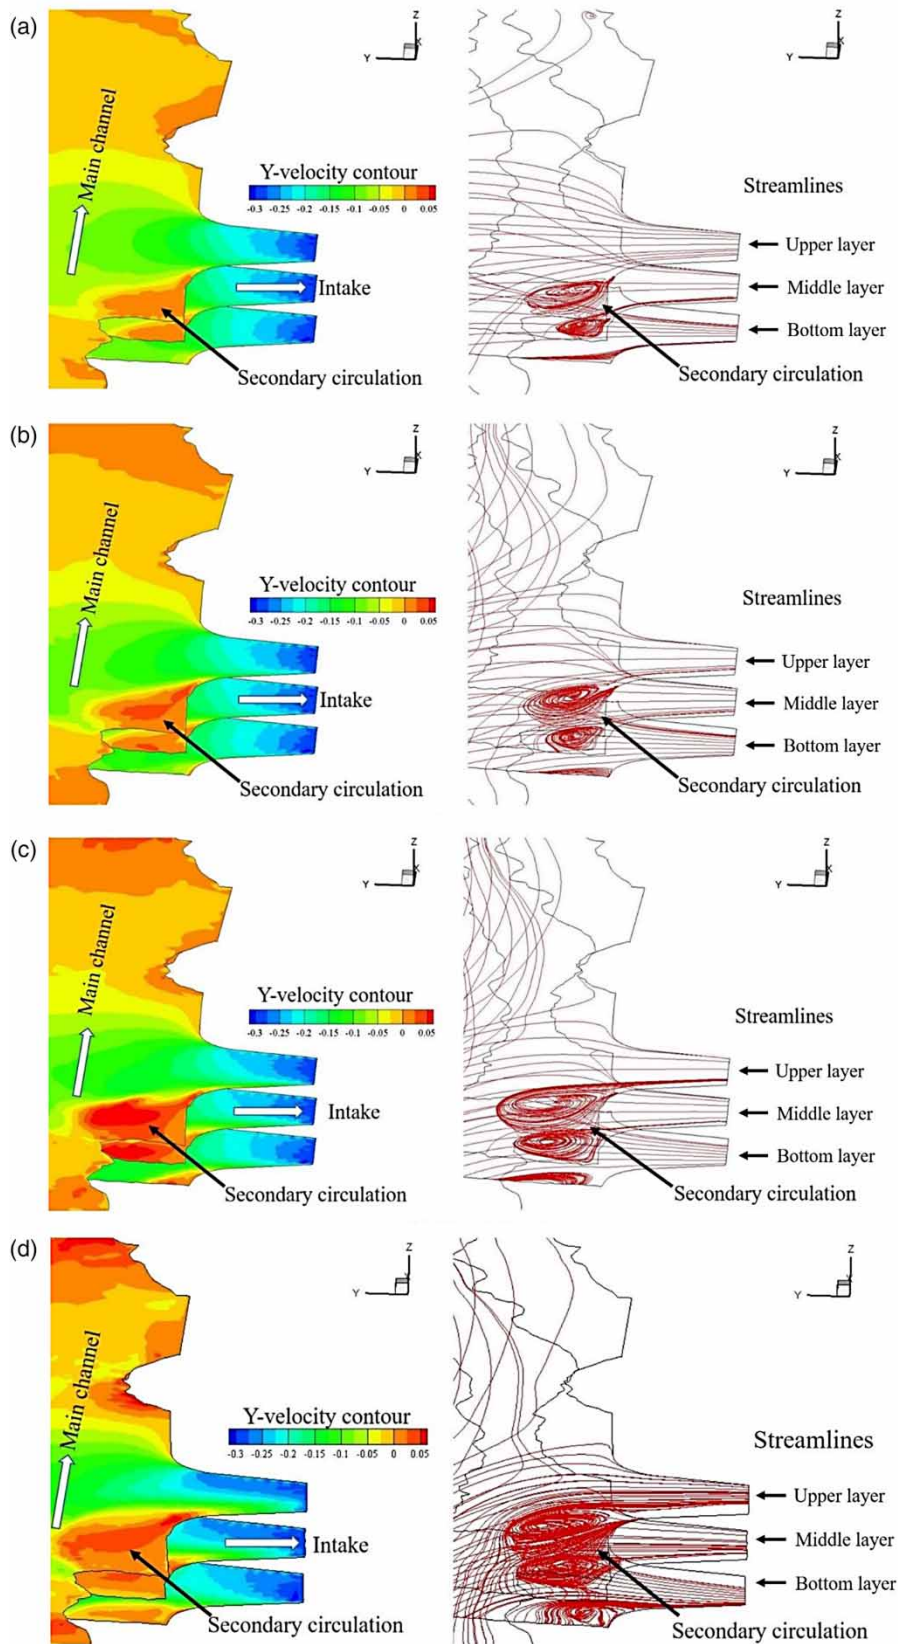 (a)
Z
X
Y
Main channel
Y-velocity contour
-0.3 -0.25 -0.2 -0.15 -0.1 -0.05 0 0.05
Intake
Secondary circulation
Z
X
Y
Streamlines
Upper layer
Middle layer
Bottom layer
Secondary circulation
(b)
Z
X
Y
Main channel
Y-velocity contour
-0.3 -0.25 -0.2 -0.15 -0.1 -0.05 0 0.05
Intake
Secondary circulation
Z
X
Y
Streamlines
Upper layer
Middle layer
Bottom layer
Secondary circulation
(c)
Z
X
Y
Main channel
Y-velocity contour
-0.3 -0.25 -0.2 -0.15 -0.1 -0.05 0 0.05
Intake
Secondary circulation
Z
X
Y
Streamlines
Upper layer
Middle layer
Bottom layer
Secondary circulation
(d)
Z
Y
Main channel
Y-velocity contour
-0.3 -0.25 -0.2 -0.15 -0.1 -0.05 0 0.05
Intake
Secondary circulation
Z
Y
Streamlines
Upper layer
Middle layer
Bottom layer
Secondary circulation